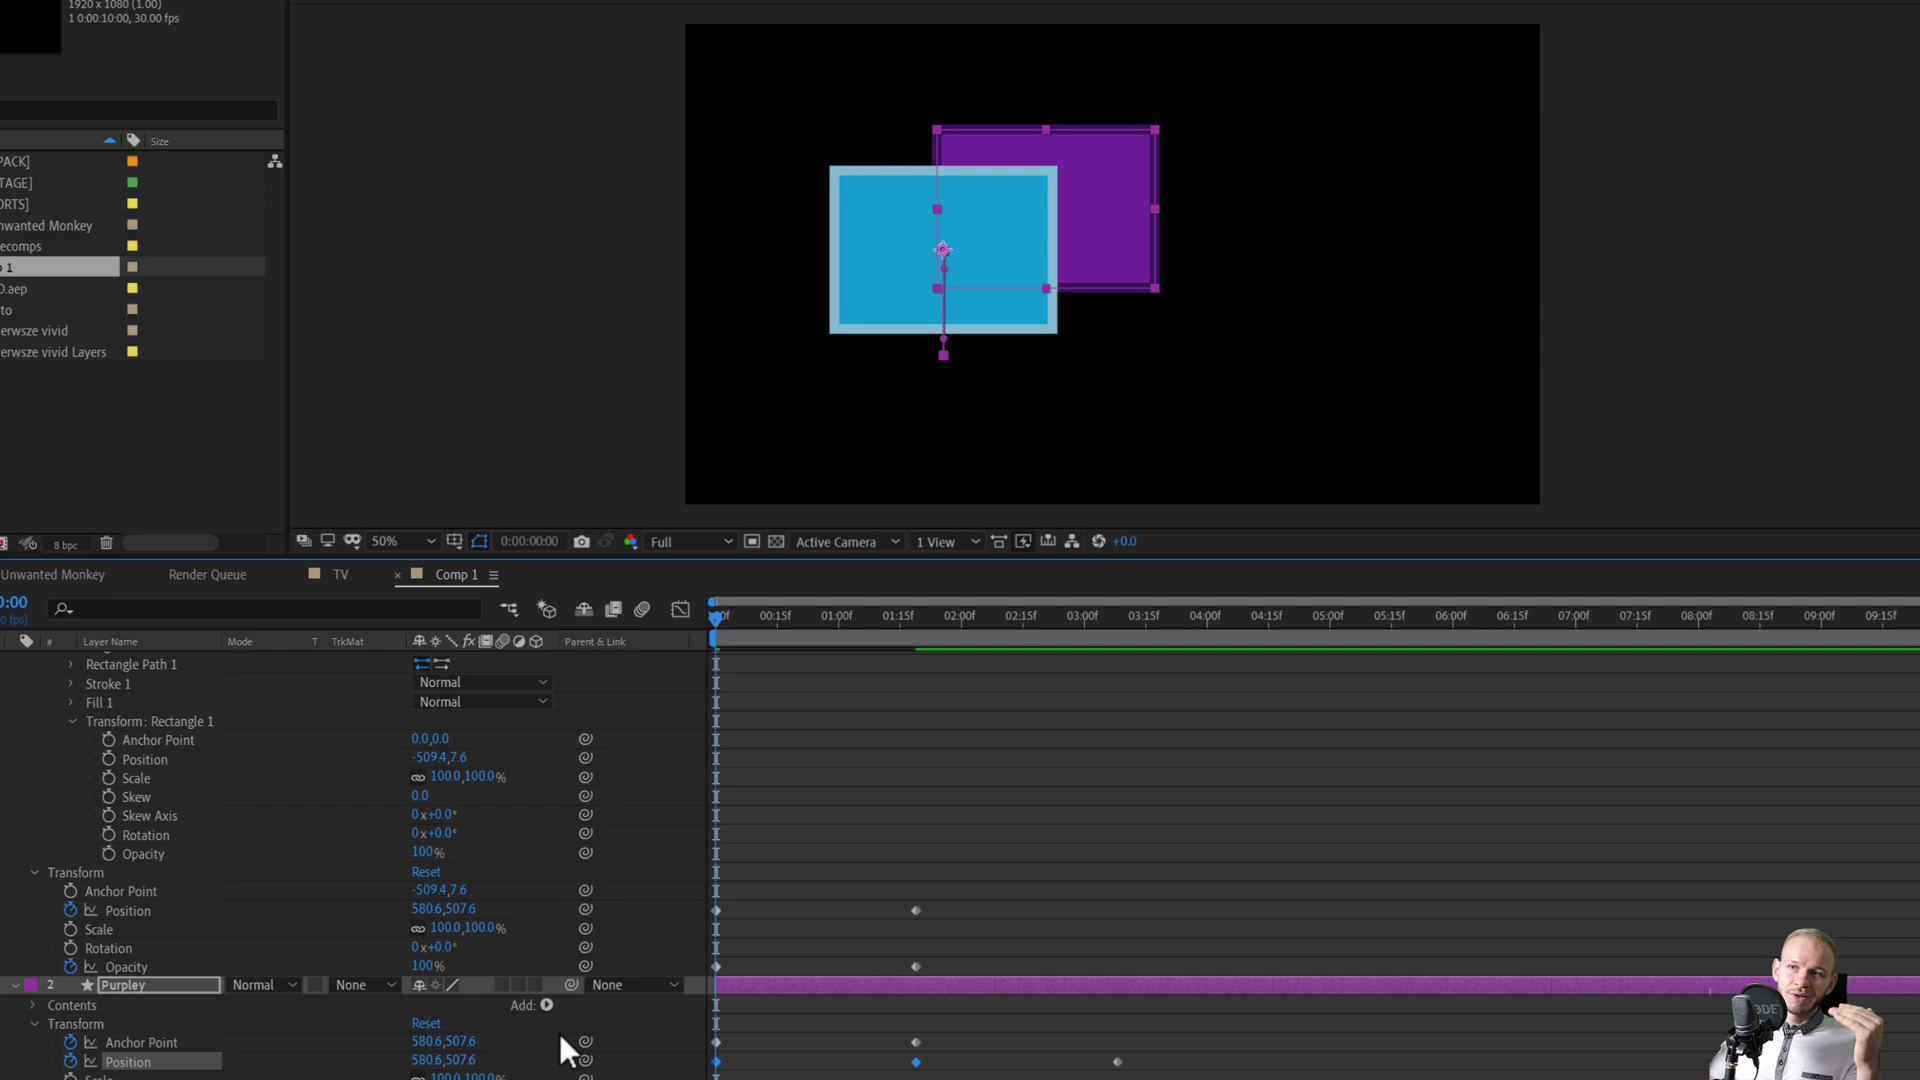 1920 x 1080 (1.00)
1 0:00:10:00, 30.00 fps
Size
PACK]
TAGE]
ORTS]
nwanted Monkey
ecomps
o 1
O.aep
to
erwsze vivid
erwsze vivid Layers
8 bpc
50%
0:00:00:00
Full
Active Camera
1 View
+0.0
Unwanted Monkey
Render Queue
TV
× Comp 1
0:00
00 fps)
00f 00:15f 01:00f 01:15f 02:00f 02:15f 03:00f 03:15f 04:00f 04:15f 05:00f 05:15f 06:00f 06:15f 07:00f 07:15f 08:00f 08:15f 09:00f 09:15f
# Layer Name Mode T TrkMat fx Parent & Link
Rectangle Path 1
Stroke 1 Normal
Fill 1 Normal
Transform: Rectangle 1
Anchor Point 0.0,0.0
Position -509.4,7.6
Scale 100.0,100.0%
Skew 0.0
Skew Axis 0x+0.0°
Rotation 0x+0.0°
Opacity 100%
Transform Reset
Anchor Point -509.4,7.6
Position 580.6,507.6
Scale 100.0,100.0%
Rotation 0x+0.0°
Opacity 100%
2 Purpley Normal None None
Contents Add:
Transform Reset
Anchor Point 580.6,507.6
Position 580.6,507.6
Scale 100.0,100.0%